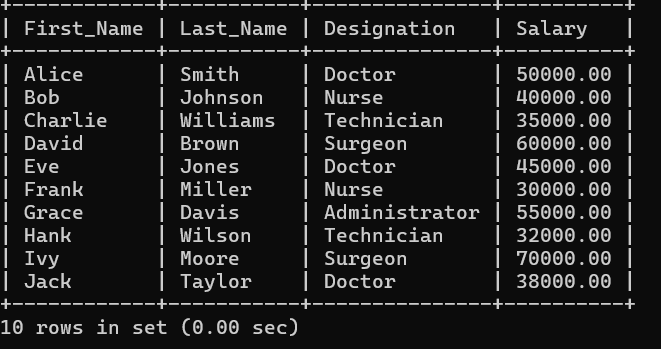 +------------+-----------+---------------+----------+
| First_Name | Last_Name | Designation   | Salary   |
+------------+-----------+---------------+----------+
| Alice      | Smith     | Doctor        | 50000.00 |
| Bob        | Johnson   | Nurse         | 40000.00 |
| Charlie    | Williams  | Technician    | 35000.00 |
| David      | Brown     | Surgeon       | 60000.00 |
| Eve        | Jones     | Doctor        | 45000.00 |
| Frank      | Miller    | Nurse         | 30000.00 |
| Grace      | Davis     | Administrator | 55000.00 |
| Hank       | Wilson    | Technician    | 32000.00 |
| Ivy        | Moore     | Surgeon       | 70000.00 |
| Jack       | Taylor    | Doctor        | 38000.00 |
+------------+-----------+---------------+----------+
10 rows in set (0.00 sec)